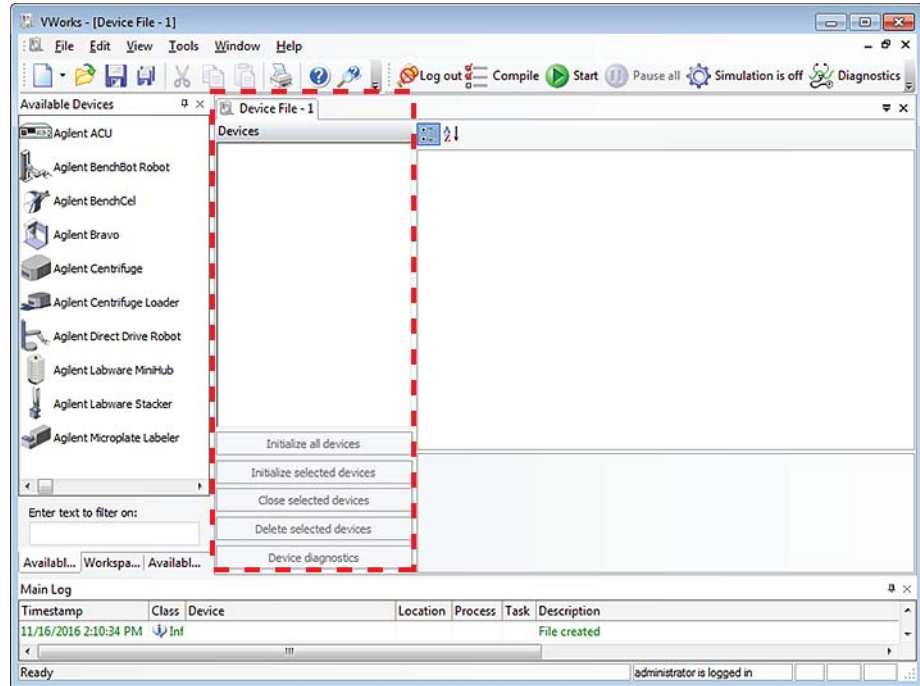 VWorks - [Device File - 1]
File Edit View Tools Window Help
Log out Compile Start Pause all Simulation is off Diagnostics
Available Devices
Device File - 1
Devices
Agilent ACU
Agilent BenchBot Robot
Agilent BenchCel
Agilent Bravo
Agilent Centrifuge
Agilent Centrifuge Loader
Agilent Direct Drive Robot
Agilent Labware MiniHub
Agilent Labware Stacker
Agilent Microplate Labeler
Enter text to filter on:
Availabl... Workspa... Availabl...
Initialize all devices
Initialize selected devices
Close selected devices
Delete selected devices
Device diagnostics
Main Log
Timestamp Class Device Location Process Task Description
11/16/2016 2:10:34 PM Inf File created
Ready administrator is logged in